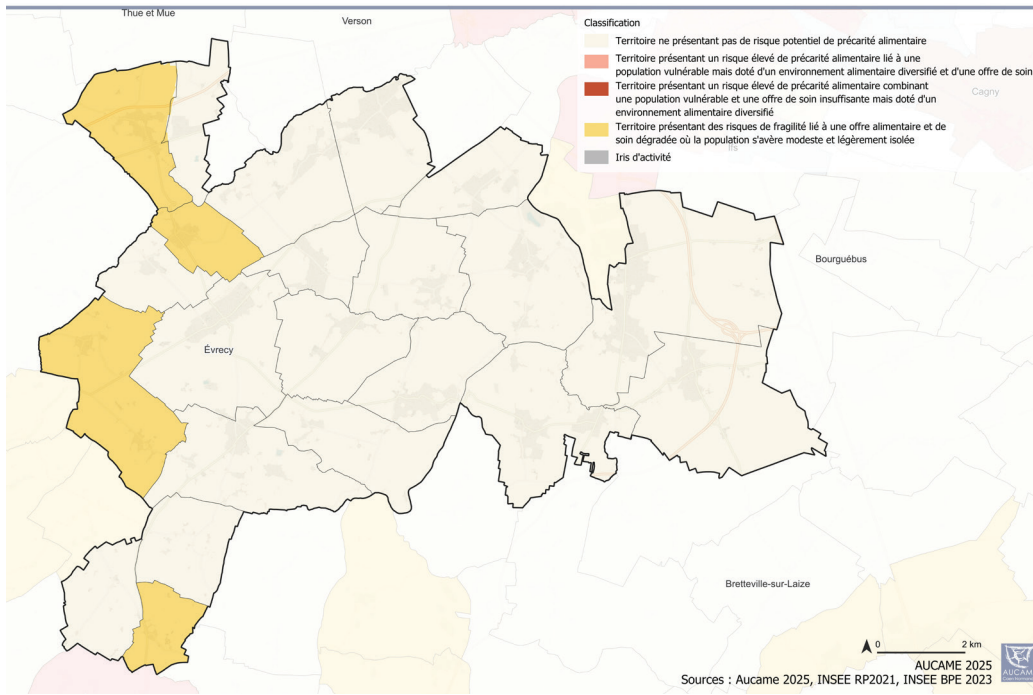 Thue et Mue
Verson
Classification
Territoire ne présentant pas de risque potentiel de précarité alimentaire
Territoire présentant un risque élevé de précarité alimentaire lié à une
population vulnérable mais doté d'un environnement alimentaire diversifié et d'une offre de soin
Territoire présentant un risque élevé de précarité alimentaire combinant
une population vulnérable et une offre de soin insuffisante mais doté d'un
environnement alimentaire diversifié
Territoire présentant des risques de fragilité lié à une offre alimentaire et de
soin dégradée où la population s'avère modeste et légèrement isolée
Iris d'activité
Cagny
Ifs
Bourguébus
Évrecy
Bretteville-sur-Laize
0 2 km
AUCAME 2025
Sources : Aucame 2025, INSEE RP2021, INSEE BPE 2023
AUCAME